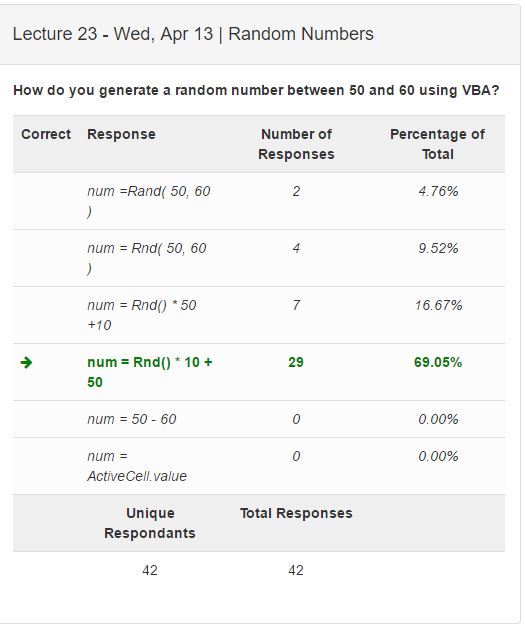 Lecture 23 - Wed, Apr 13 | Random Numbers
How do you generate a random number between 50 and 60 using VBA?
Correct Response Number of Responses Percentage of Total
num =Rand( 50, 60 ) 2 4.76%
num = Rnd( 50, 60 ) 4 9.52%
num = Rnd() * 50 +10 7 16.67%
num = Rnd() * 10 + 50 29 69.05%
num = 50 - 60 0 0.00%
num = ActiveCell.value 0 0.00%
Unique Respondants Total Responses
42 42